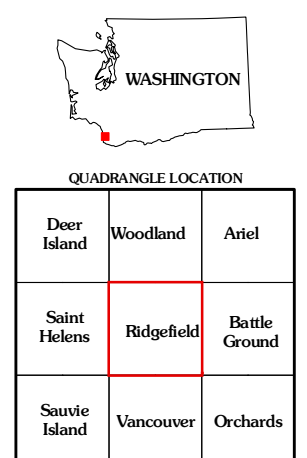 WASHINGTON
QUADRANGLE LOCATION
Deer
Island
Woodland
Ariel
Saint
Helens
Ridgefield
Battle
Ground
Sauvie
Island
Vancouver
Orchards